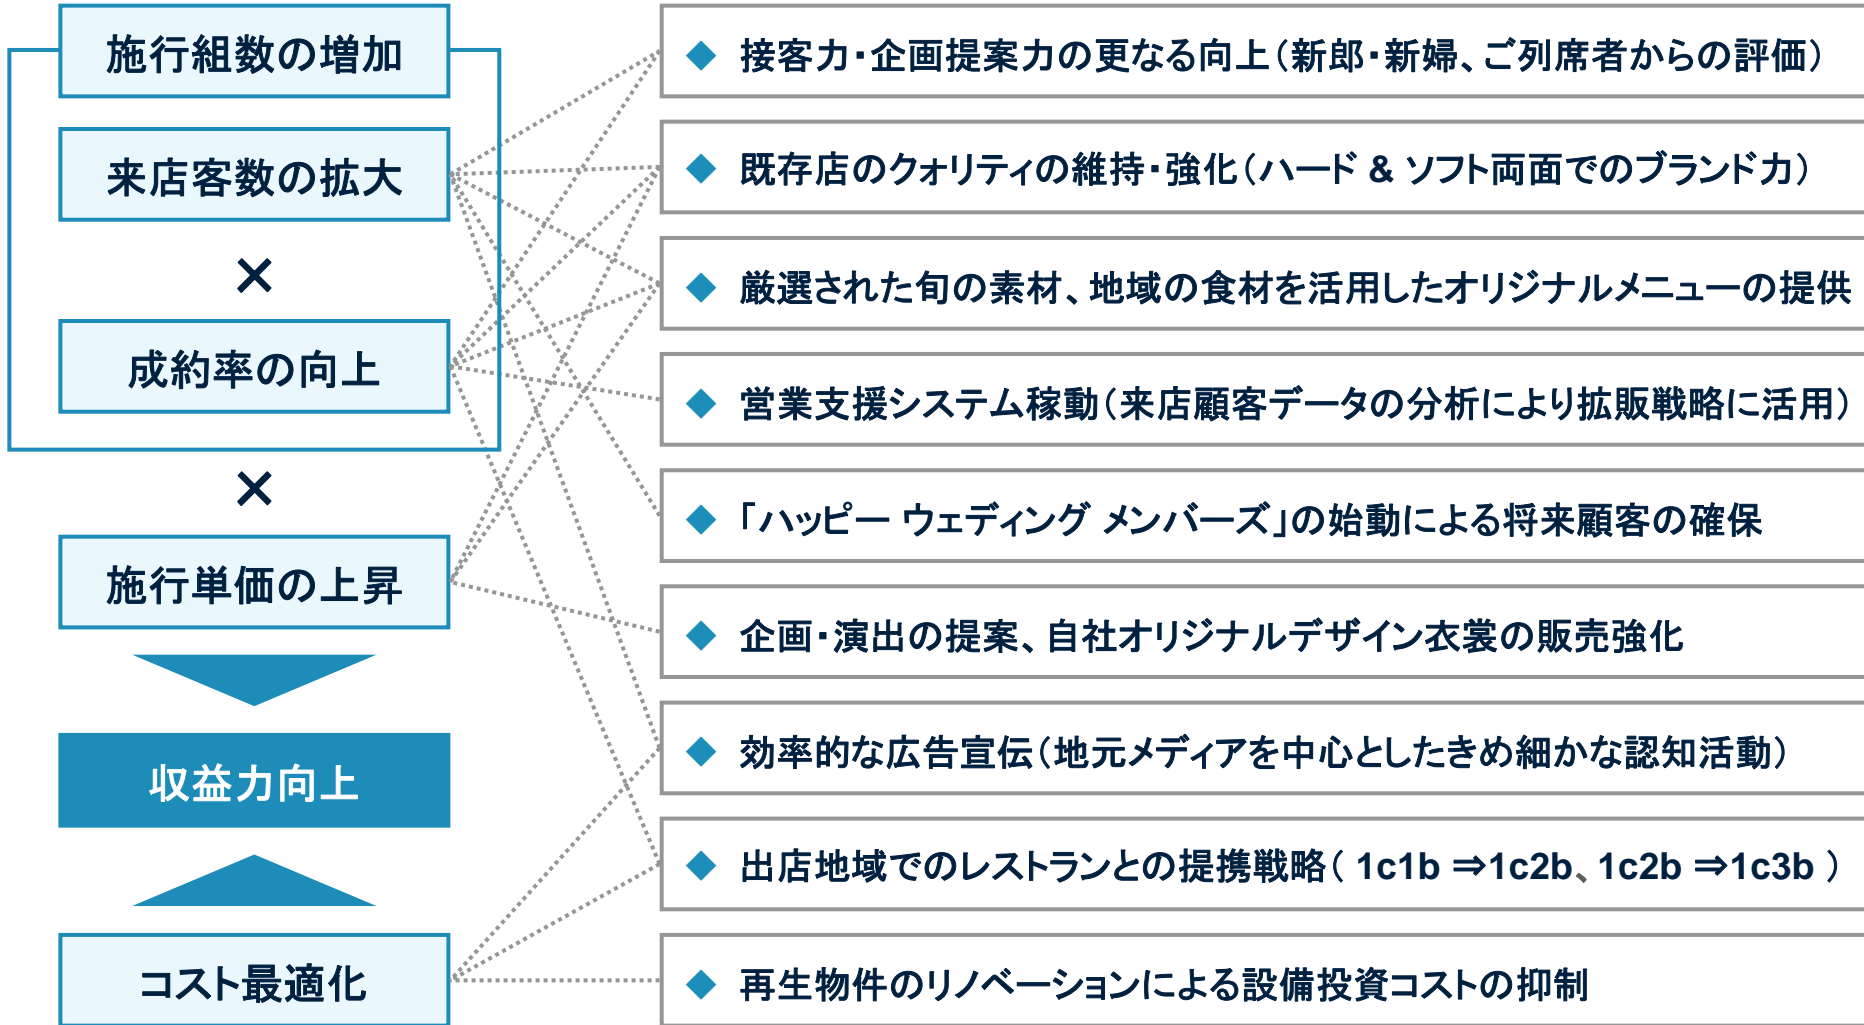 施行組数の増加
来店客数の拡大
×
成約率の向上
×
施行単価の上昇
収益力向上
コスト最適化
◆ 接客力・企画提案力の更なる向上（新郎・新婦、ご列席者からの評価）
◆ 既存店のクォリティの維持・強化（ハード & ソフト両面でのブランド力）
◆ 厳選された旬の素材、地域の食材を活用したオリジナルメニューの提供
◆ 営業支援システム稼動（来店顧客データの分析により拡販戦略に活用）
◆ 「ハッピー ウェディング メンバーズ」の始動による将来顧客の確保
◆ 企画・演出の提案、自社オリジナルデザイン衣裳の販売強化
◆ 効率的な広告宣伝（地元メディアを中心としたきめ細かな認知活動）
◆ 出店地域でのレストランとの提携戦略（ 1c1b ⇒1c2b、1c2b ⇒1c3b ）
◆ 再生物件のリノベーションによる設備投資コストの抑制